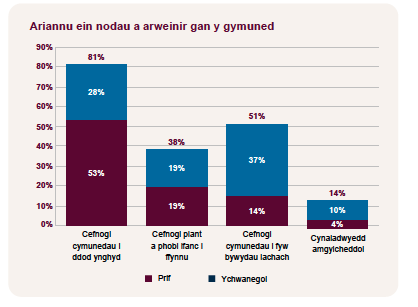 Ariannu ein nodau a arweinir gan y gymuned
90%
80%
70%
60%
50%
40%
30%
20%
10%
0%
81%
28%
53%
38%
19%
19%
51%
37%
14%
14%
10%
4%
Cefnogi
cymunedau i
ddod ynghyd
Cefnogi plant
a phobl ifanc i
ffynnu
Cefnogi
cymunedau i fyw
bywydau iachach
Cynaladwyedd
amgylcheddol
Prif
Ychwanegol